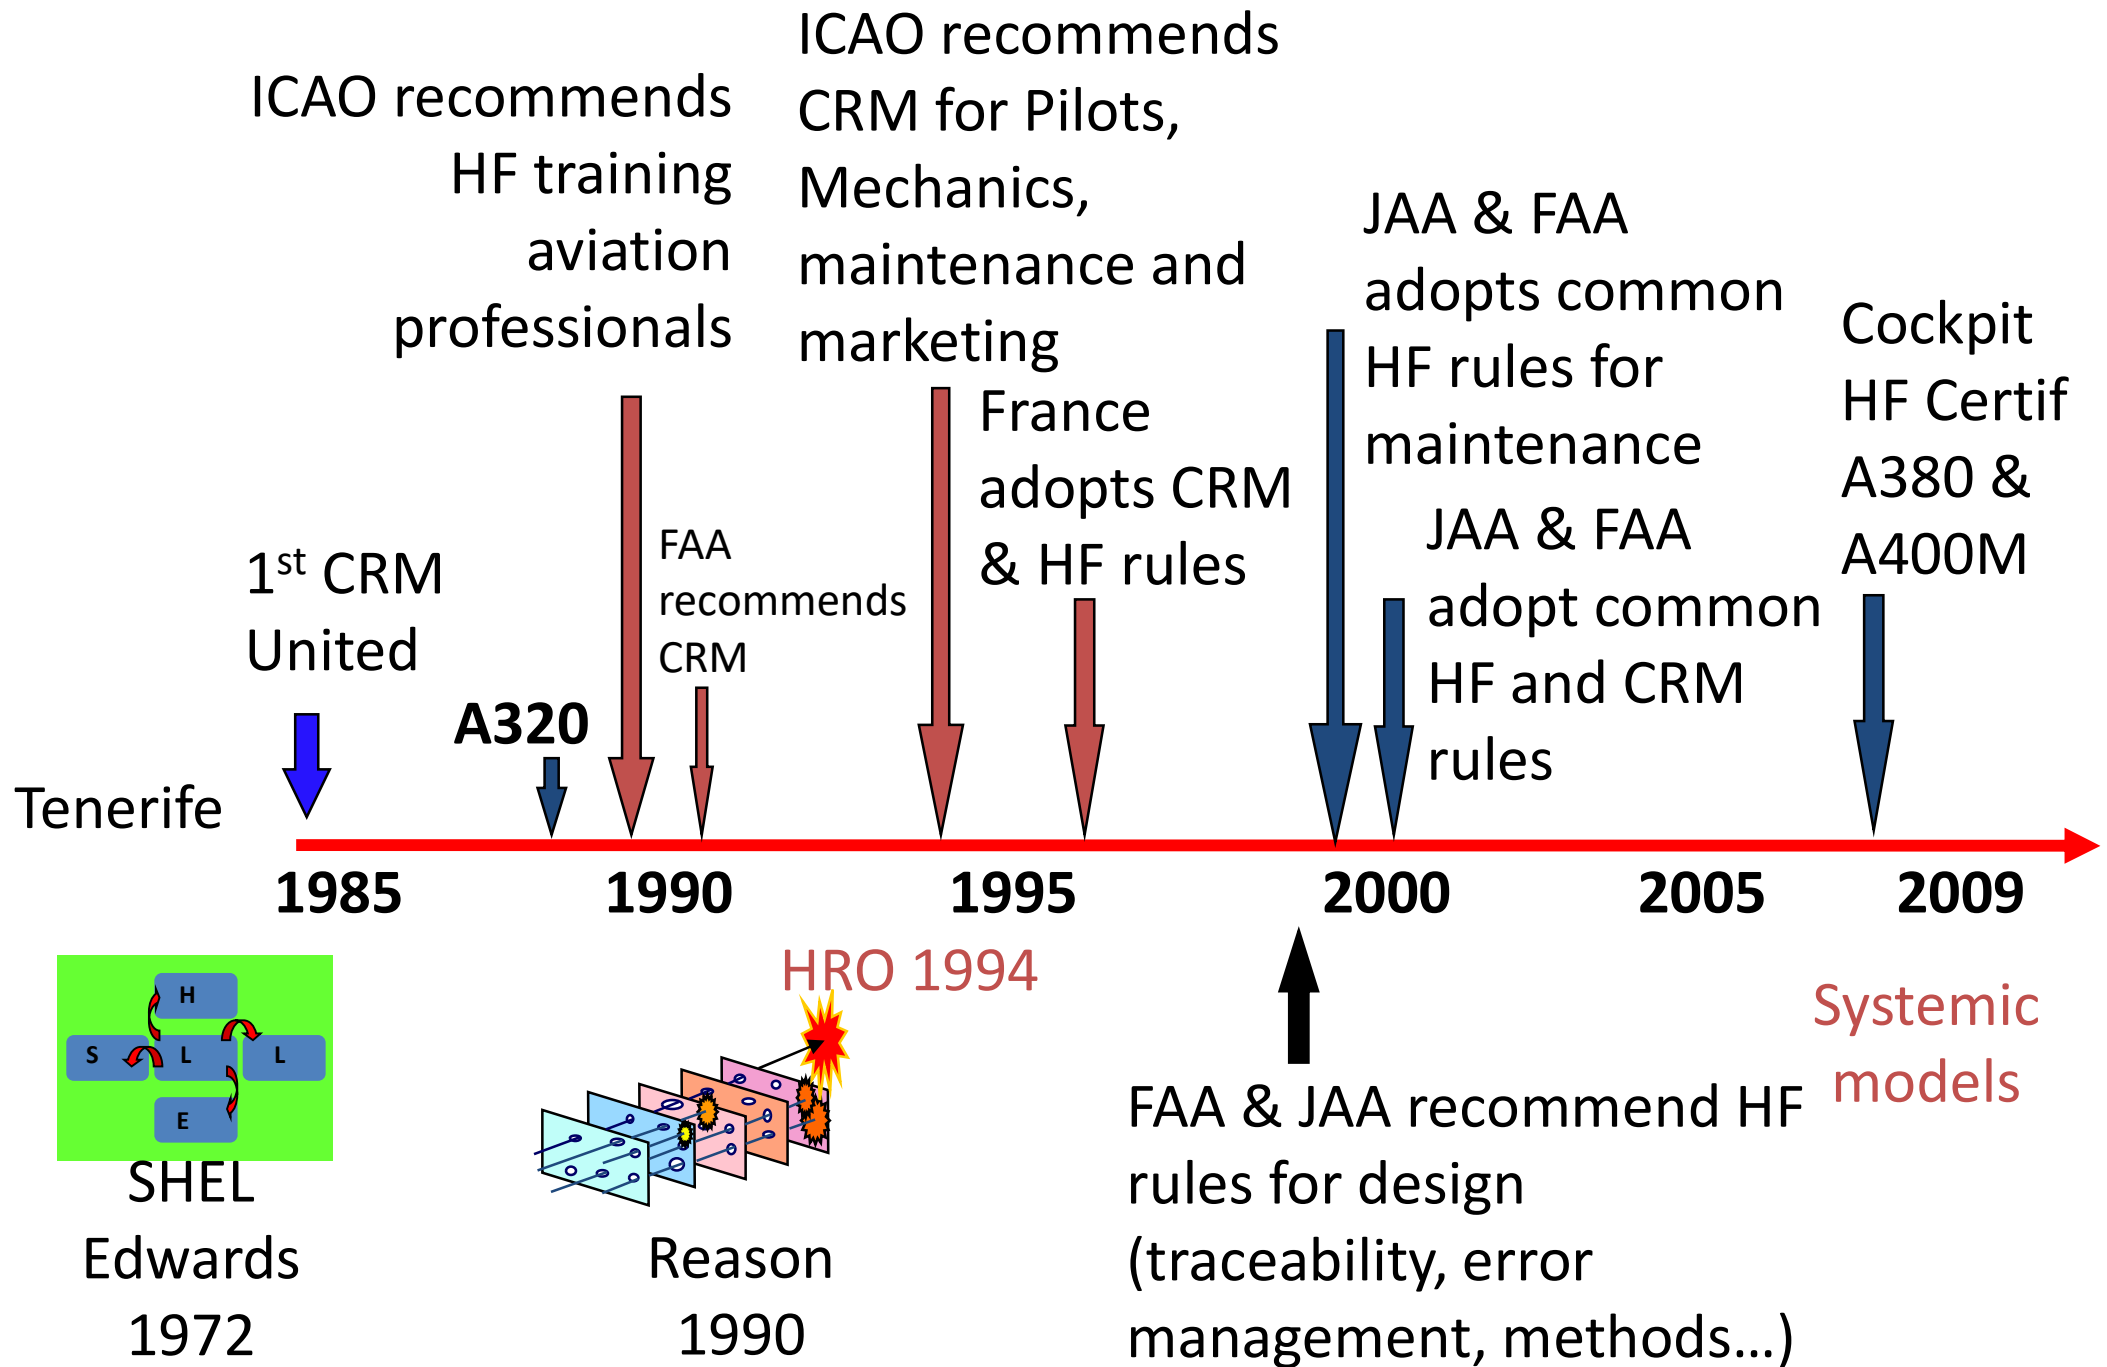 ICAO recommends
HF training
aviation
professionals
ICAO recommends
CRM for Pilots,
Mechanics,
maintenance and
marketing
JAA & FAA
adopts common
HF rules for
maintenance
Cockpit
HF Certif
A380 &
A400M
France
adopts CRM
& HF rules
JAA & FAA
adopt common
HF and CRM
rules
1st CRM
United
FAA
recommends
CRM
A320
Tenerife
1985 1990 1995 2000 2005 2009
H
S L L
E
SHEL
Edwards
1972
HRO 1994
Reason
1990
FAA & JAA recommend HF
rules for design
(traceability, error
management, methods…)
Systemic
models